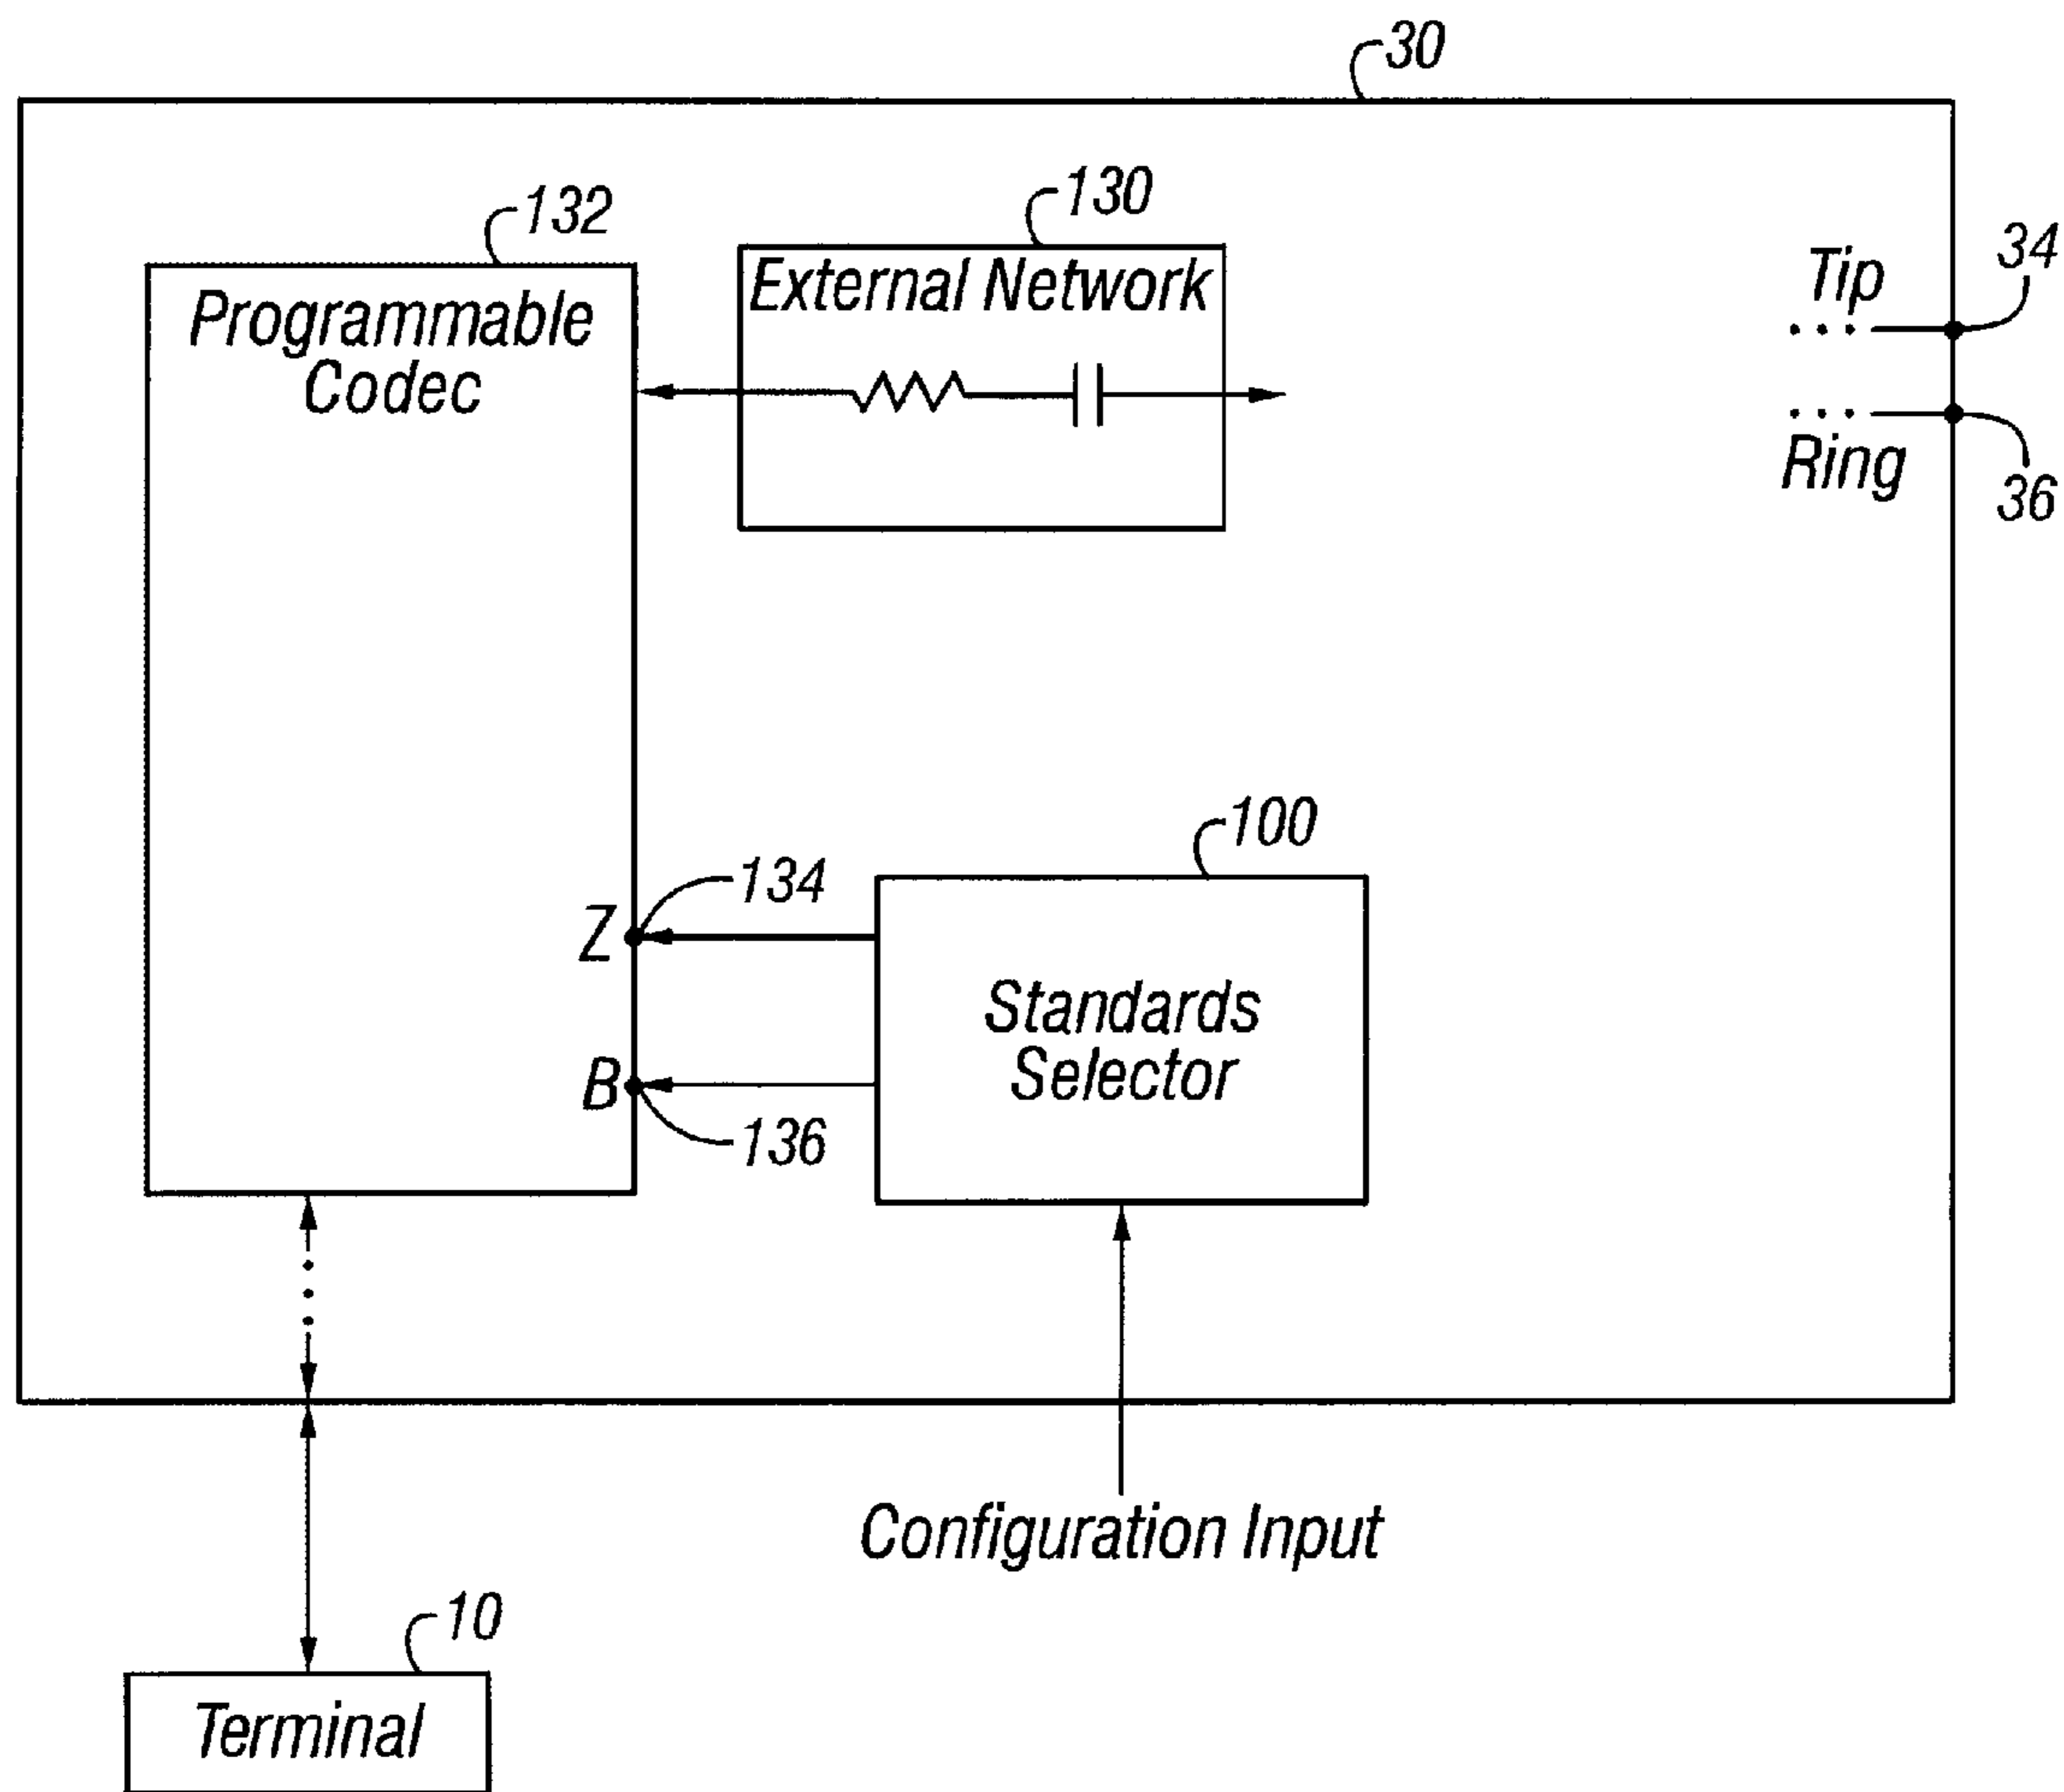 30
132
130
34
Programmable
Codec
External Network
Tip
Ring
36
100
134
Z
Standards
Selector
B
136
Configuration Input
10
Terminal